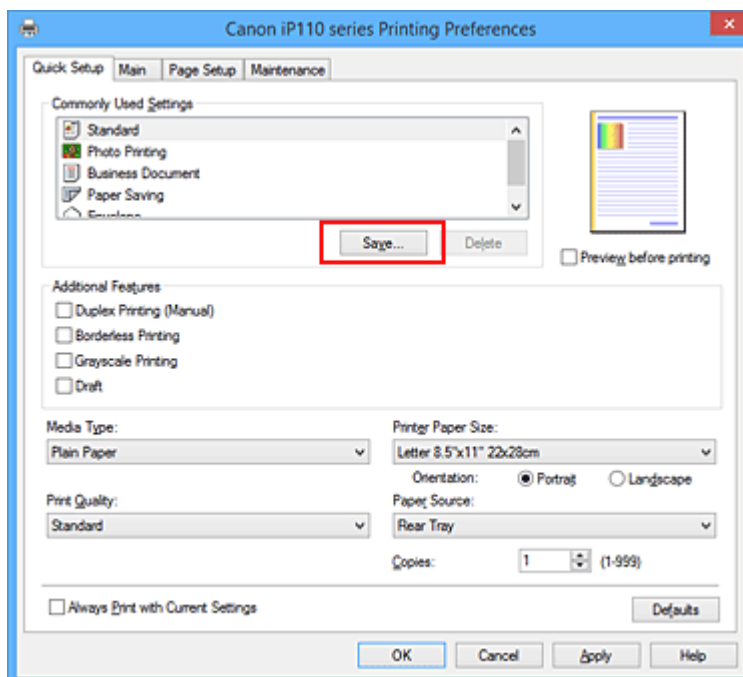 Canon iP110 series Printing Preferences
Quick Setup Main Page Setup Maintenance
Commonly Used Settings
Standard
Photo Printing
Business Document
Paper Saving
Envelope
Save... Delete
Preview before printing
Additional Features
Duplex Printing (Manual)
Borderless Printing
Grayscale Printing
Draft
Media Type: Printer Paper Size:
Plain Paper Letter 8.5"x11" 22x28cm
Orientation: Portrait Landscape
Print Quality: Paper Source:
Standard Rear Tray
Copies: 1 (1-999)
Always Print with Current Settings Defaults
OK Cancel Apply Help